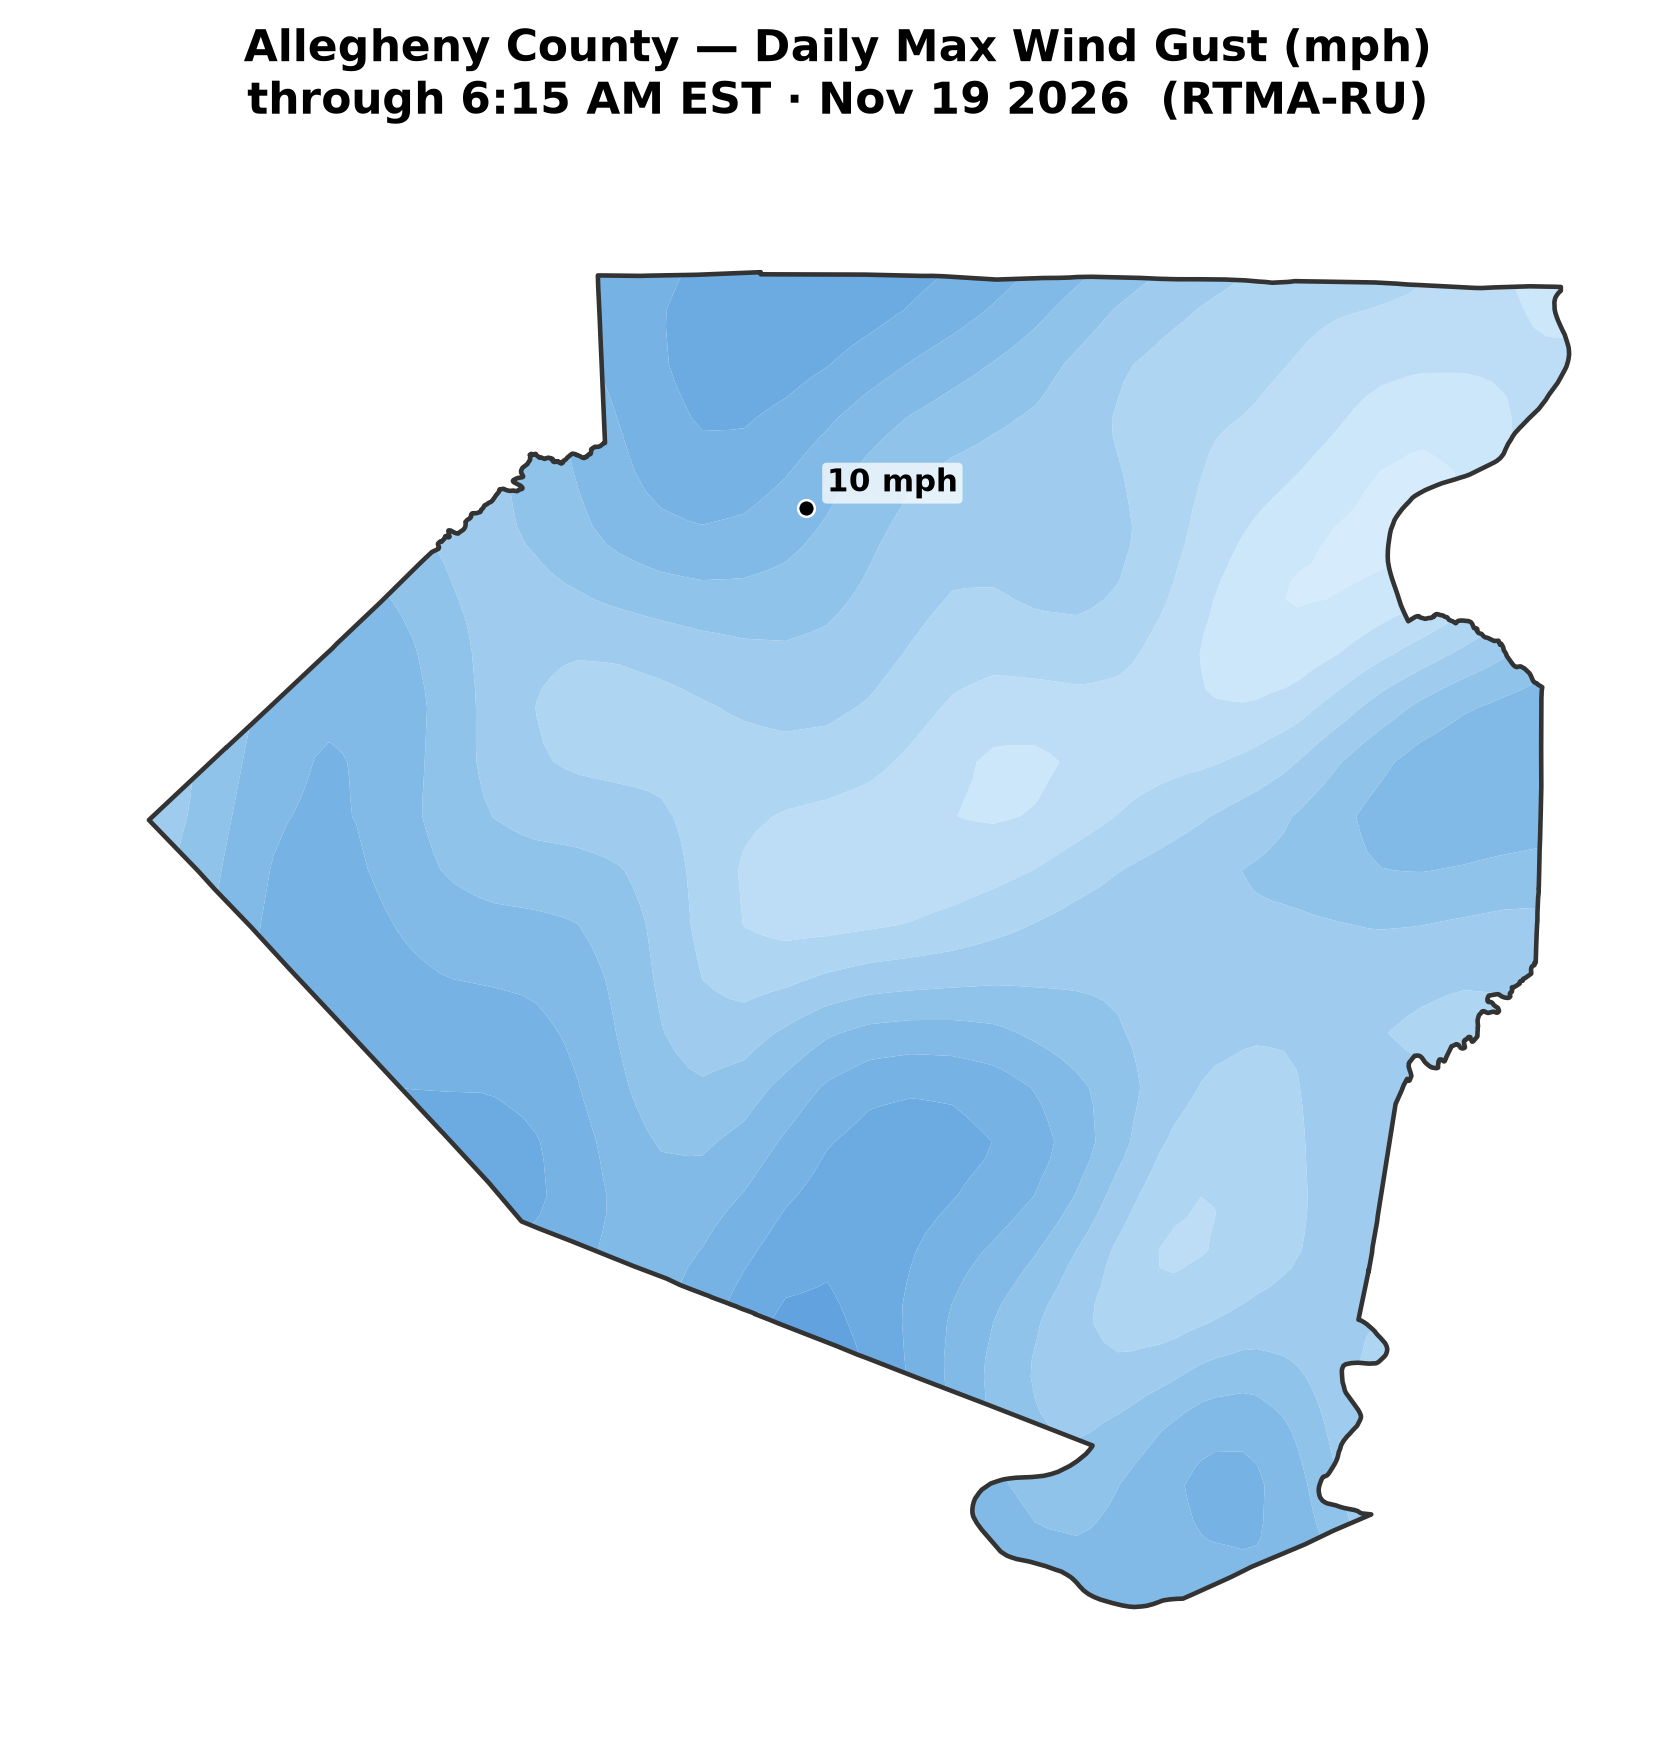 Allegheny County — Daily Max Wind Gust (mph)
through 6:15 AM EST · Nov 19 2026 (RTMA-RU)
10 mph